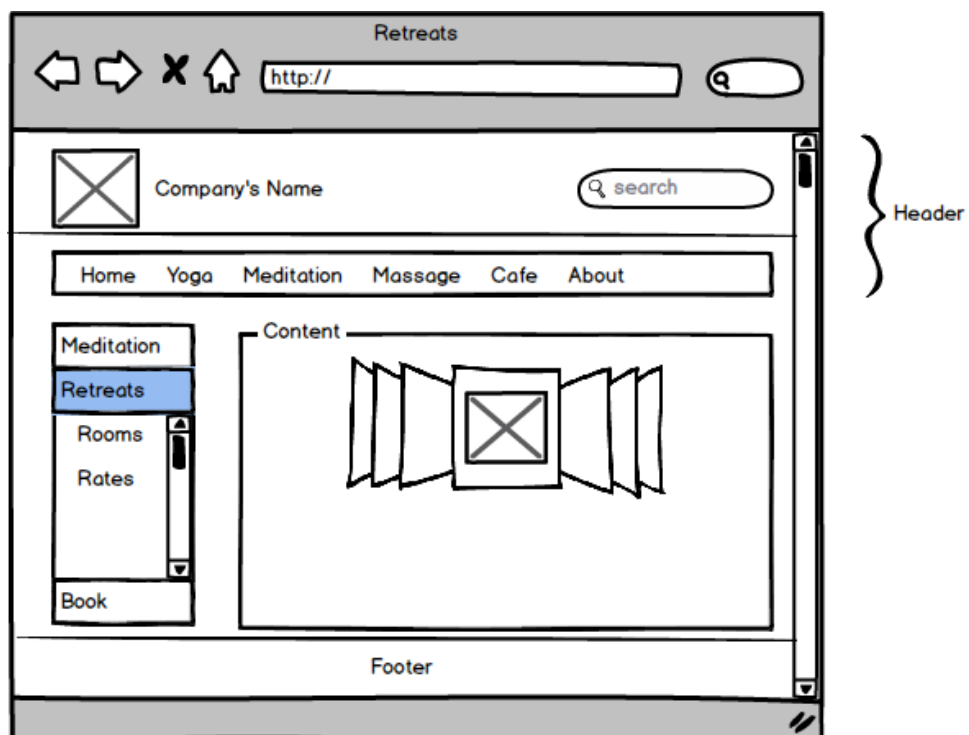 Retreats
http://
Company's Name
search
Header
Home Yoga Meditation Massage Cafe About
Meditation
Retreats
Rooms
Rates
Book
Content
Footer